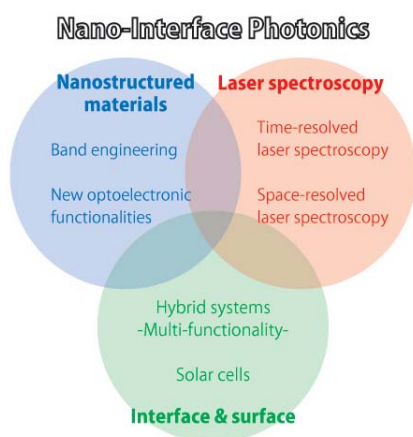 Nano-Interface Photonics
Nanostructured
materials
Band engineering
New optoelectronic
functionalities
Laser spectroscopy
Time-resolved
laser spectroscopy
Space-resolved
laser spectroscopy
Hybrid systems
-Multi-functionality-
Solar cells
Interface & surface